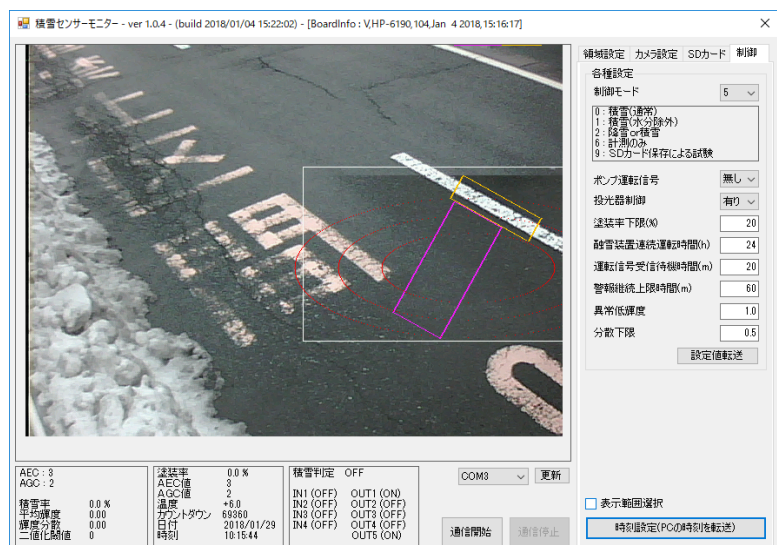 積雪センサーモニター - ver 1.0.4 - (build 2018/01/04 15:22:02) - [BoardInfo : V,HP-6190,104,Jan  4 2018,15:16:17]
領域設定 カメラ設定 SDカード 制御
各種設定
制御モード 5
0 : 積雪(通常)
1 : 積雪(水分除外)
2 : 降雪or積雪
6 : 計測のみ
9 : SDカード保存による試験
ポンプ運転信号 無し
投光器制御 有り
塗装率下限(%) 20
融雪装置連続運転時間(h) 24
運転信号受信待機時間(m) 20
警報継続上限時間(m) 60
異常低輝度 1.0
分散下限 0.5
設定値転送
AEC : 3
AGC : 2
積雪率 0.0 %
平均輝度 0.00
輝度分散 0.00
二値化閾値 0
塗装率 0.0 %
AEC値 3
AGC値 2
温度 +6.0
カウントダウン 69360
日付 2018/01/29
時刻 10:15:44
積雪判定 OFF
IN1 (OFF) OUT1 (ON)
IN2 (OFF) OUT2 (OFF)
IN3 (OFF) OUT3 (OFF)
IN4 (OFF) OUT4 (OFF)
OUT5 (ON)
COM3 更新
通信開始 通信停止
表示範囲選択
時刻設定(PCの時刻を転送)